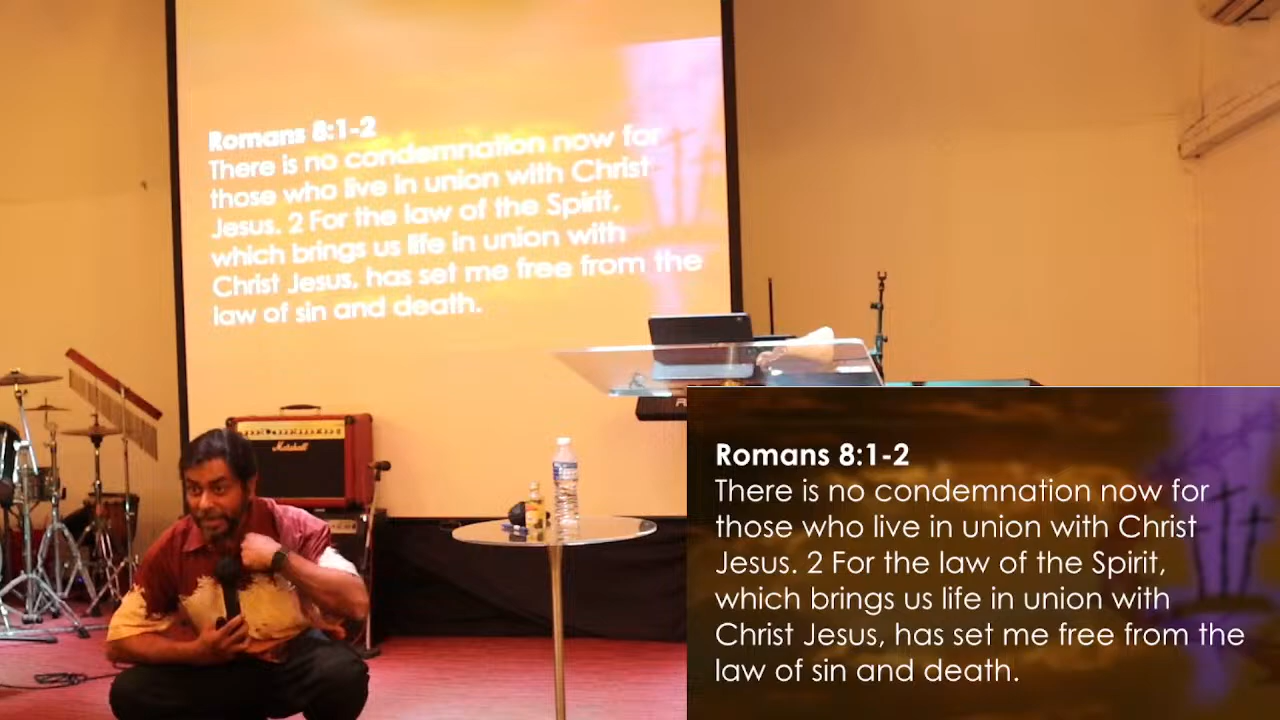 Romans 8:1-2
There is no condemnation now for
those who live in union with Christ
Jesus. 2 For the law of the Spirit,
which brings us life in union with
Christ Jesus, has set me free from the
law of sin and death.
Marshall
Romans 8:1-2
There is no condemnation now for
those who live in union with Christ
Jesus. 2 For the law of the Spirit,
which brings us life in union with
Christ Jesus, has set me free from the
law of sin and death.